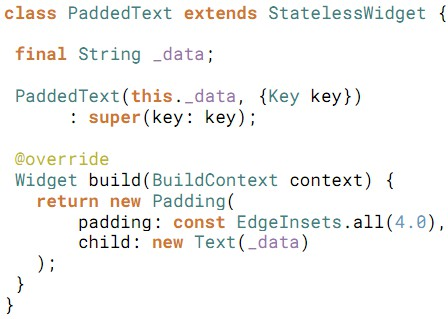 class PaddedText extends StatelessWidget {
final String _data;
PaddedText(this._data, {Key key})
: super(key: key);
@override
Widget build(BuildContext context) {
return new Padding(
padding: const EdgeInsets.all(4.0),
child: new Text(_data)
);
}
}